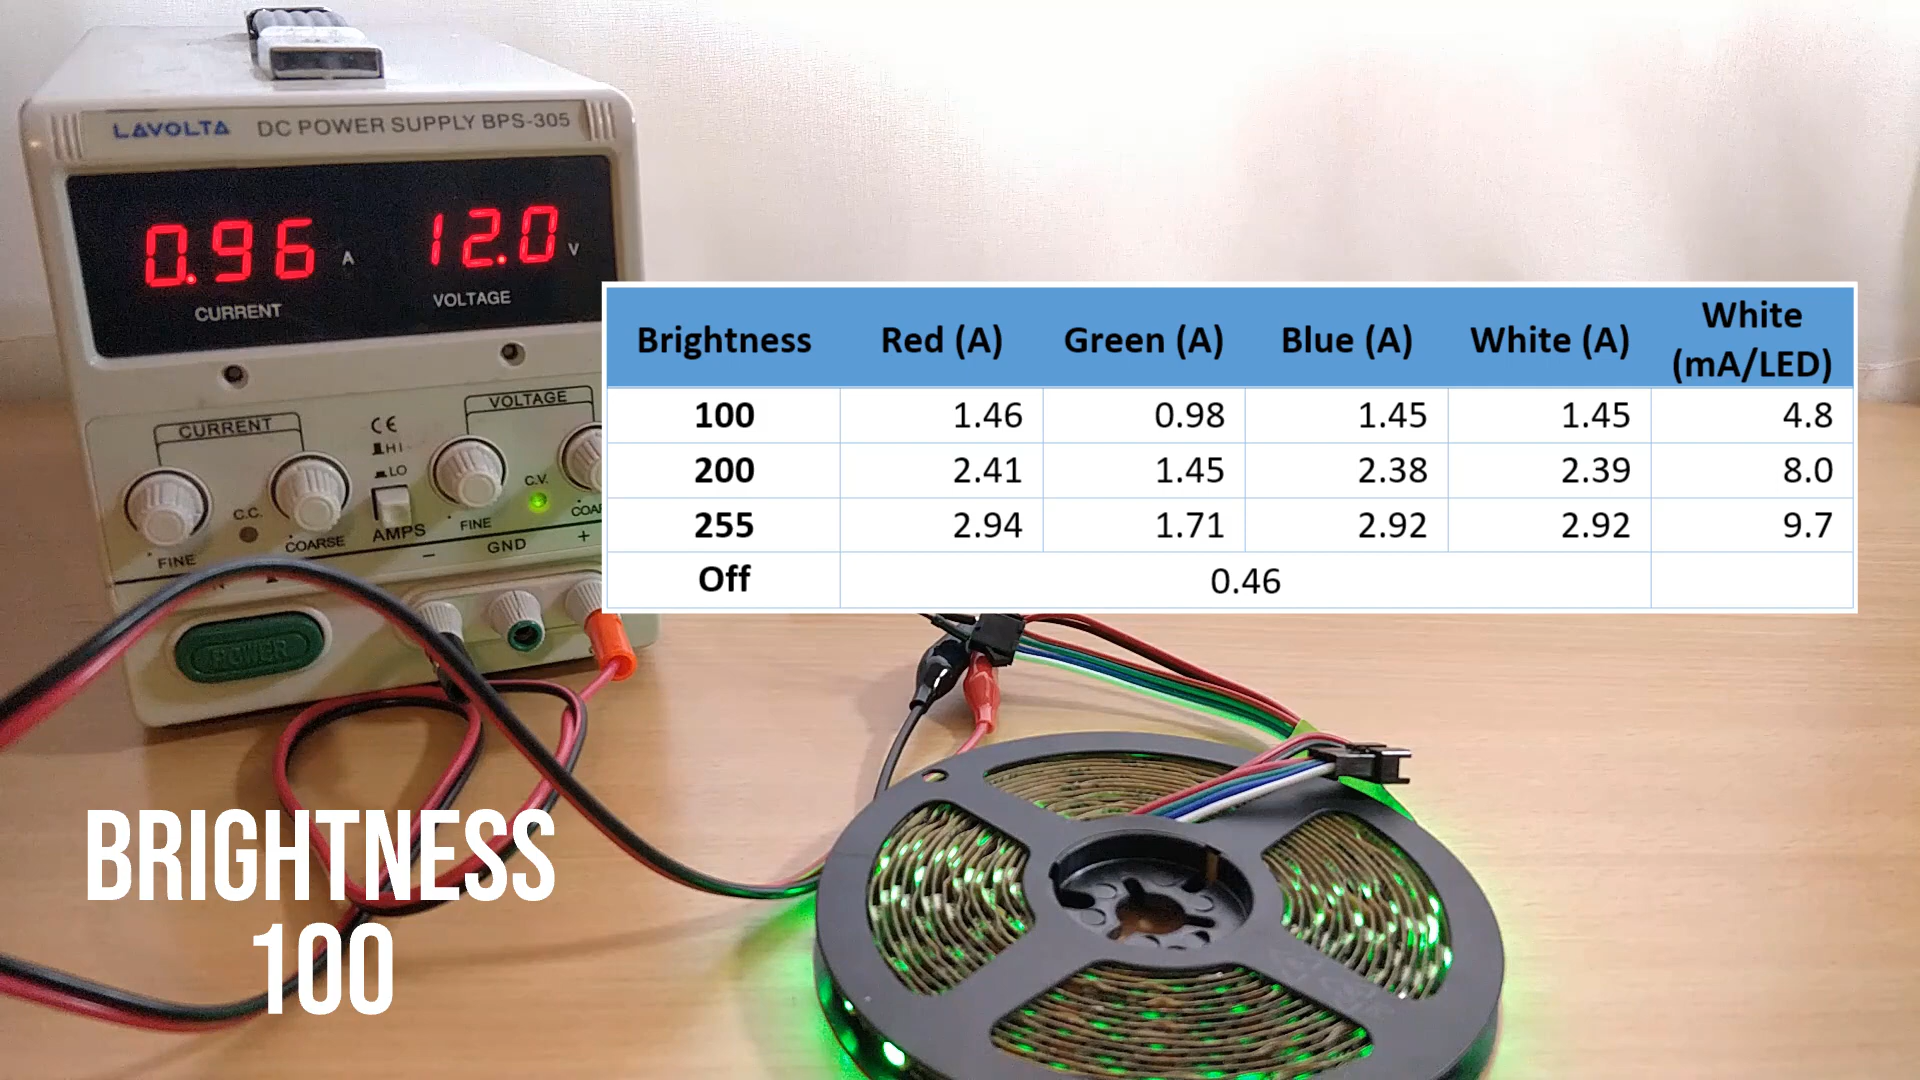 LAVOLTA DC POWER SUPPLY BPS-305
0.96 A 12.0 V
CURRENT VOLTAGE
Brightness Red (A) Green (A) Blue (A) White (A) White (mA/LED)
100 1.46 0.98 1.45 1.45 4.8
200 2.41 1.45 2.38 2.39 8.0
255 2.94 1.71 2.92 2.92 9.7
Off 0.46
CURRENT CE VOLTAGE
HI
LO
C.C. C.V.
FINE COARSE AMPS FINE
− GND +
POWER
BRIGHTNESS
100